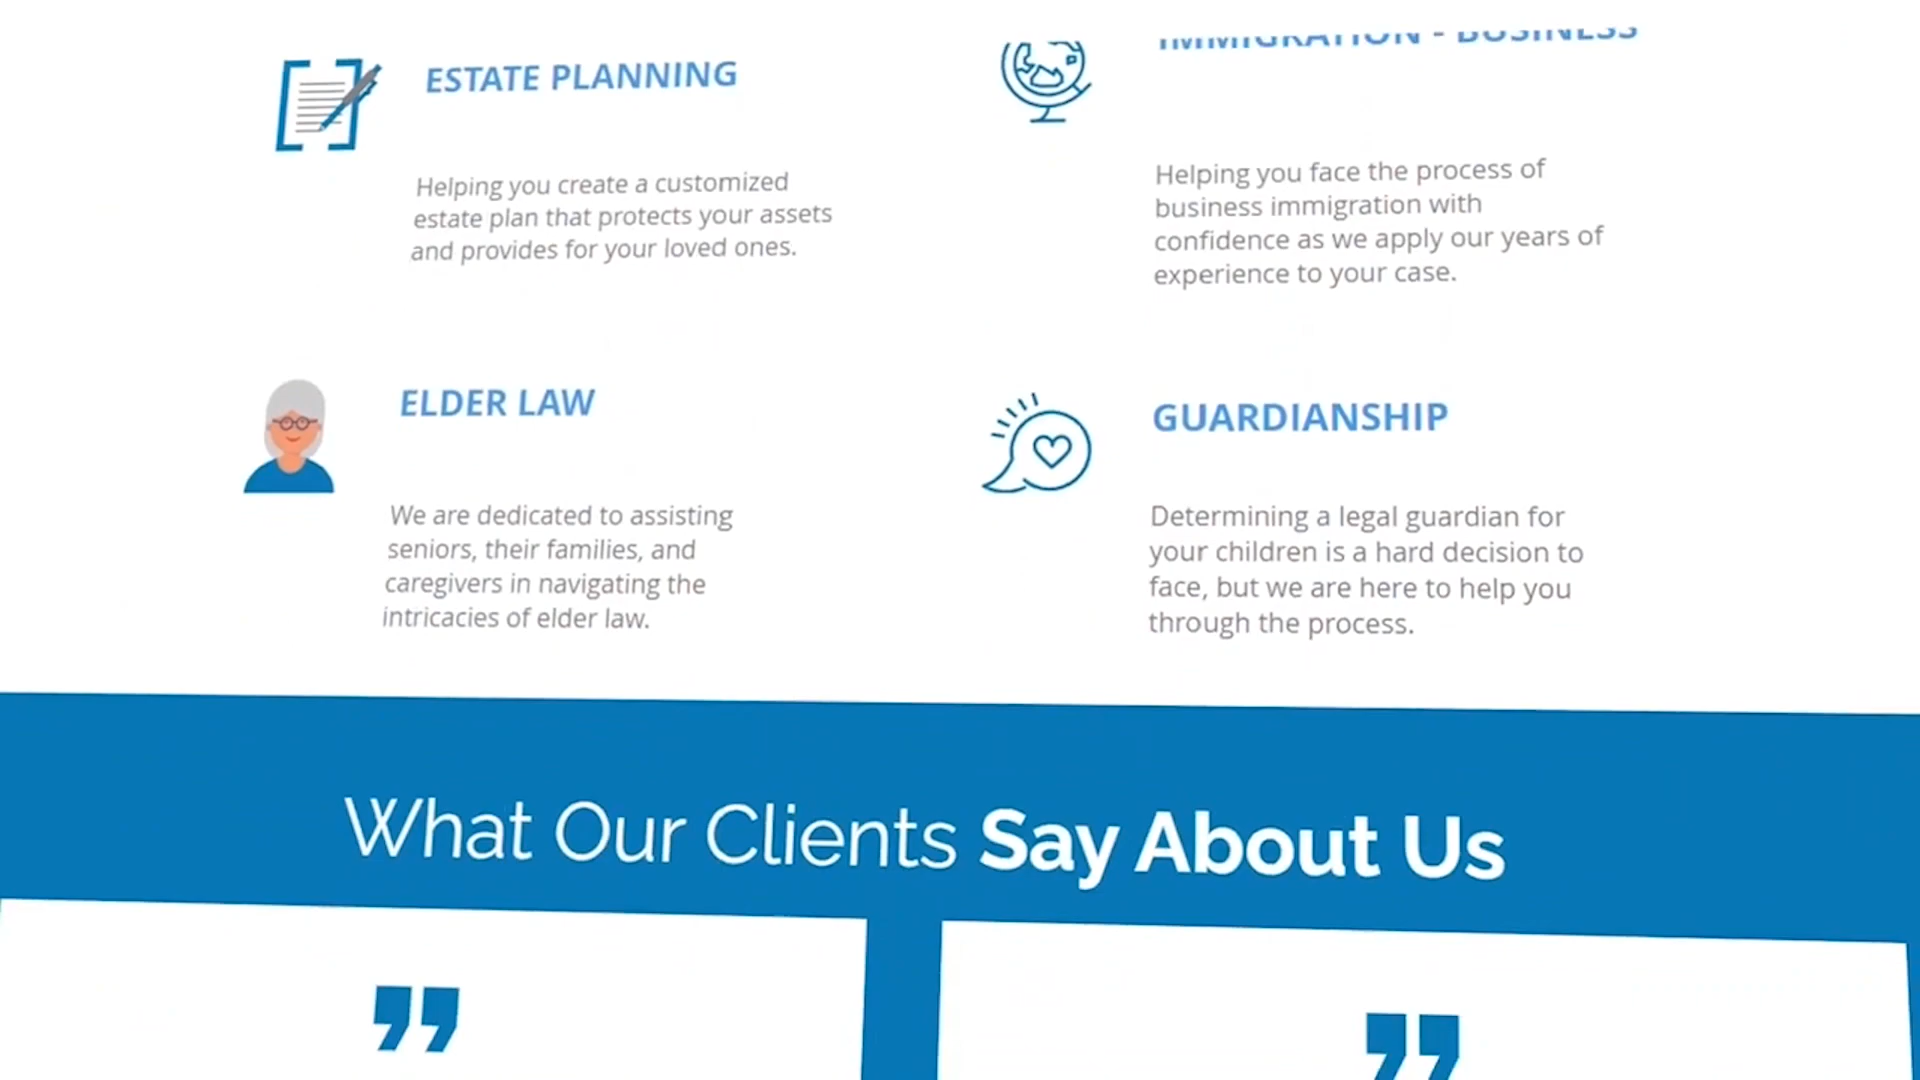 ESTATE PLANNING
Helping you create a customized
estate plan that protects your assets
and provides for your loved ones.
IMMIGRATION - BUSINESS
Helping you face the process of
business immigration with
confidence as we apply our years of
experience to your case.
ELDER LAW
We are dedicated to assisting
seniors, their families, and
caregivers in navigating the
intricacies of elder law.
GUARDIANSHIP
Determining a legal guardian for
your children is a hard decision to
face, but we are here to help you
through the process.
What Our Clients Say About Us